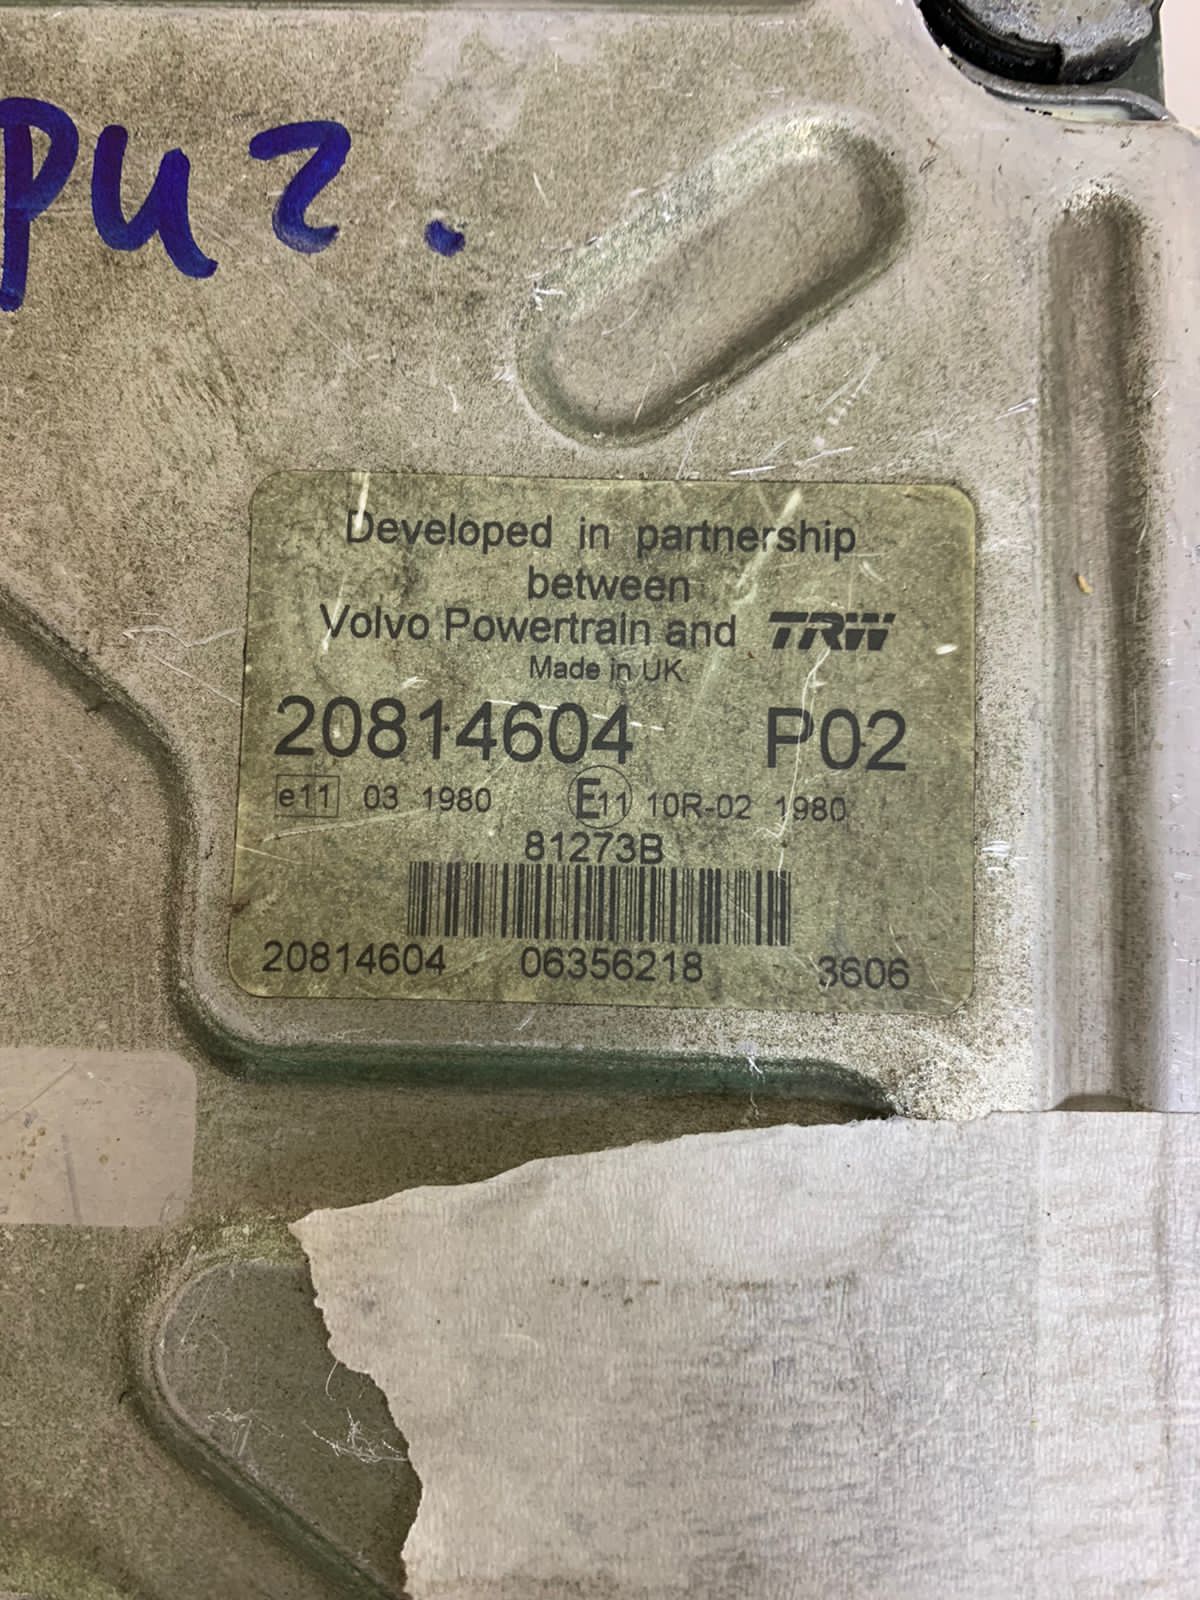 риг.
Developed in partnership
between
Volvo Powertrain and TRW
Made in UK
20814604 P02
e11 03 1980 E11 10R-02 1980
81273B
20814604 06356218 3606